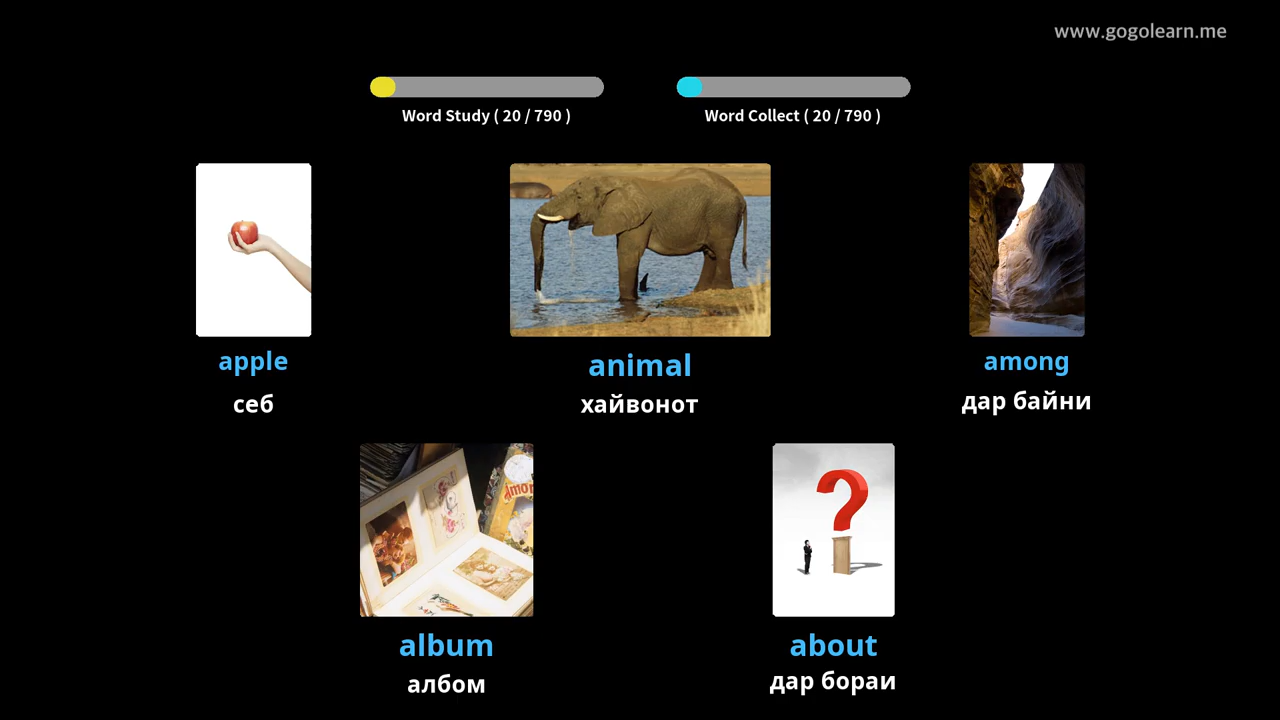 www.gogolearn.me
Word Study ( 20 / 790 )
Word Collect ( 20 / 790 )
apple
себ
animal
хайвонот
among
дар байни
album
албом
about
дар бораи